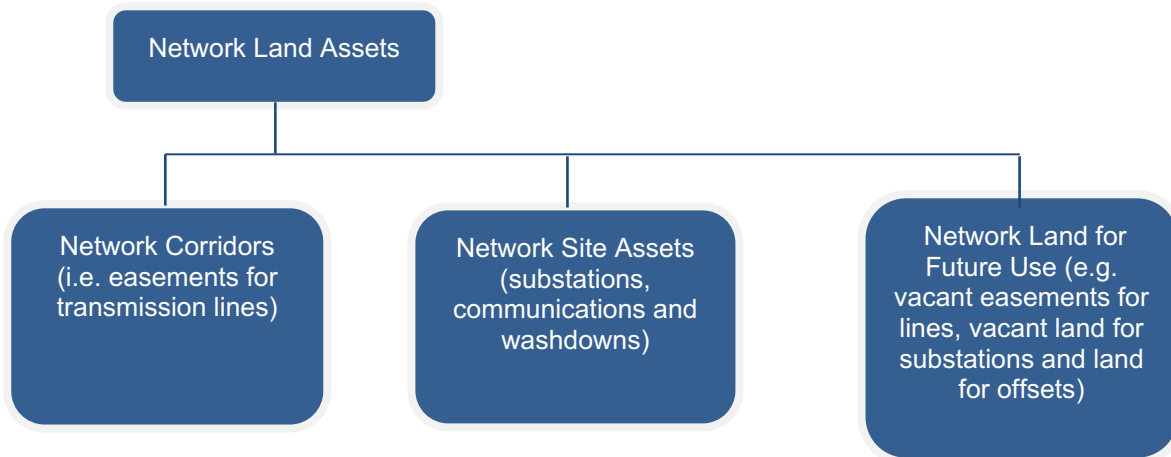 Network Land Assets
Network Corridors
(i.e. easements for
transmission lines)
Network Site Assets
(substations,
communications and
washdowns)
Network Land for
Future Use (e.g.
vacant easements for
lines, vacant land for
substations and land
for offsets)